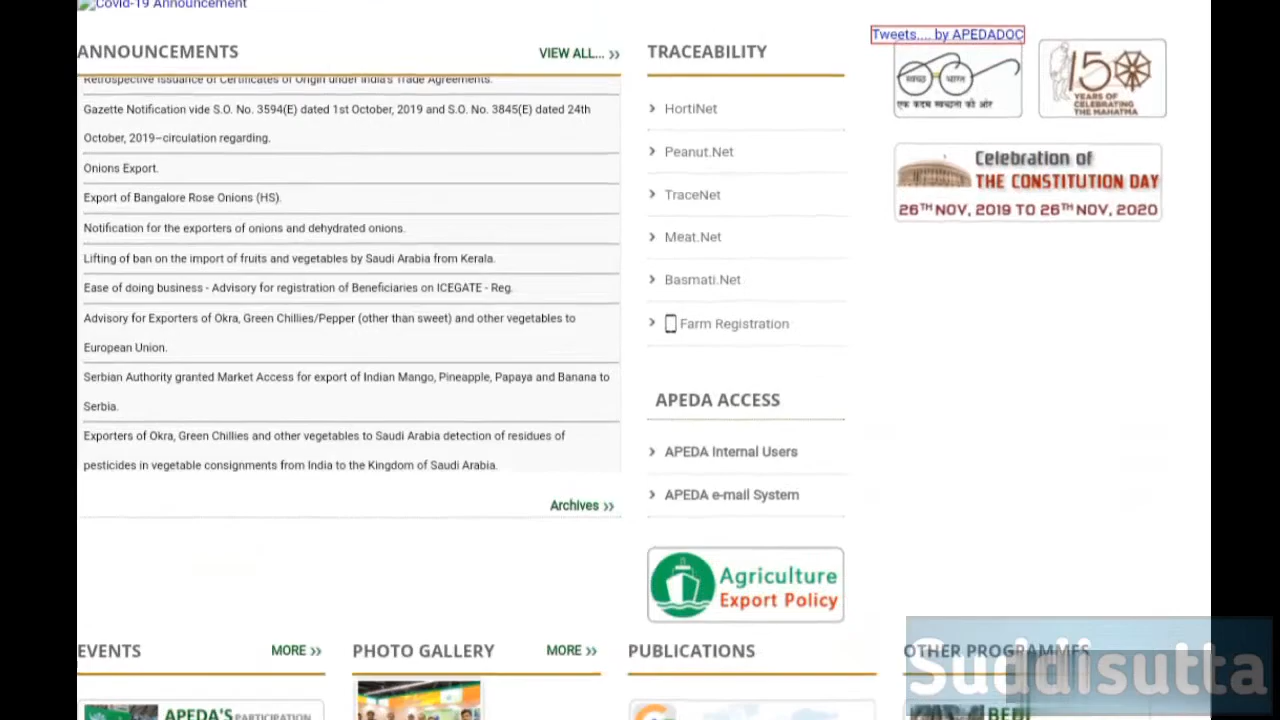 Covid-19 Announcement
ANNOUNCEMENTS
VIEW ALL... »
Retrospective Issuance of Certificates of Origin under India's Trade Agreements.
Gazette Notification vide S.O. No. 3594(E) dated 1st October, 2019 and S.O. No. 3845(E) dated 24th
October, 2019–circulation regarding.
Onions Export.
Export of Bangalore Rose Onions (HS).
Notification for the exporters of onions and dehydrated onions.
Lifting of ban on the import of fruits and vegetables by Saudi Arabia from Kerala.
Ease of doing business - Advisory for registration of Beneficiaries on ICEGATE - Reg.
Advisory for Exporters of Okra, Green Chillies/Pepper (other than sweet) and other vegetables to
European Union.
Serbian Authority granted Market Access for export of Indian Mango, Pineapple, Papaya and Banana to
Serbia.
Exporters of Okra, Green Chillies and other vegetables to Saudi Arabia detection of residues of
pesticides in vegetable consignments from India to the Kingdom of Saudi Arabia.
Archives »
TRACEABILITY
HortiNet
Peanut.Net
TraceNet
Meat.Net
Basmati.Net
Farm Registration
APEDA ACCESS
APEDA Internal Users
APEDA e-mail System
Agriculture
Export Policy
Tweets.... by APEDADOC
स्वच्छ भारत
एक कदम स्वच्छता की ओर
150
YEARS OF
CELEBRATING
THE MAHATMA
Celebration of
THE CONSTITUTION DAY
26TH NOV, 2019 TO 26TH NOV, 2020
EVENTS
MORE »
PHOTO GALLERY
MORE »
PUBLICATIONS
OTHER PROGRAMMES
Suddisutta
APEDA'S PARTICIPATION